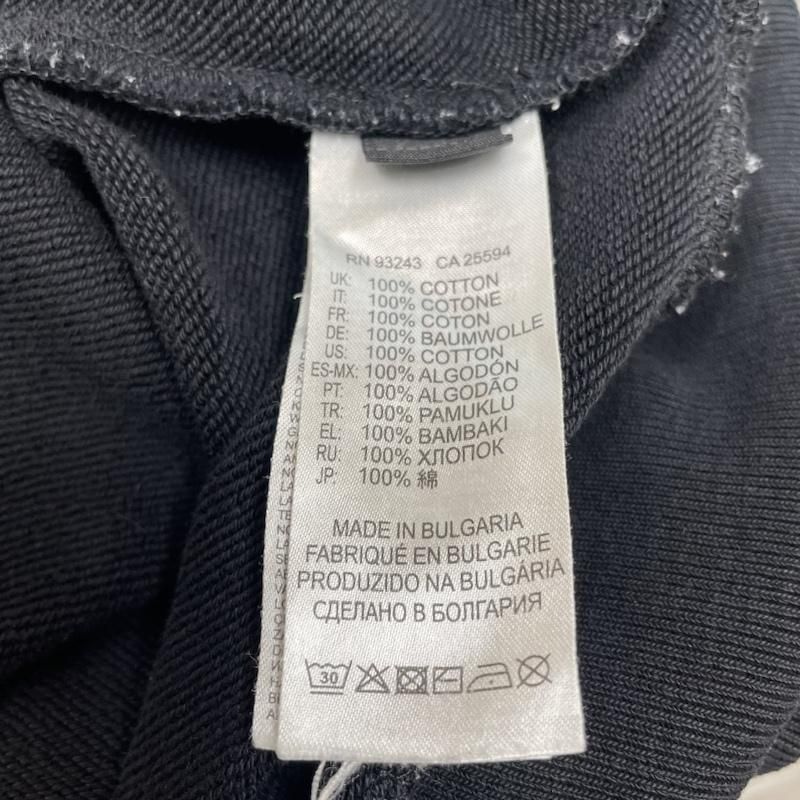 RN 93243 CA 25594
UK: 100% COTTON
IT: 100% COTONE
FR: 100% COTON
DE: 100% BAUMWOLLE
US: 100% COTTON
ES-MX: 100% ALGODÓN
PT: 100% ALGODÃO
TR: 100% PAMUKLU
EL: 100% BAMBAKI
RU: 100% ХЛОПОК
JP: 100% 綿
MADE IN BULGARIA
FABRIQUÉ EN BULGARIE
PRODUZIDO NA BULGÁRIA
СДЕЛАНО В БОЛГАРИЯ
30